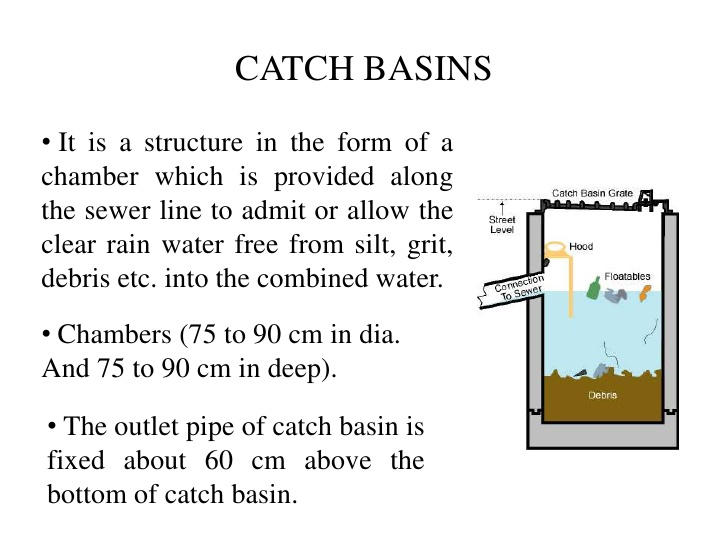 CATCH BASINS
• It is a structure in the form of a
chamber which is provided along
the sewer line to admit or allow the
clear rain water free from silt, grit,
debris etc. into the combined water.
• Chambers (75 to 90 cm in dia.
And 75 to 90 cm in deep).
• The outlet pipe of catch basin is
fixed about 60 cm above the
bottom of catch basin.
Catch Basin Grate
Street
Level
Hood
Floatables
Connection
To Sewer
Debris